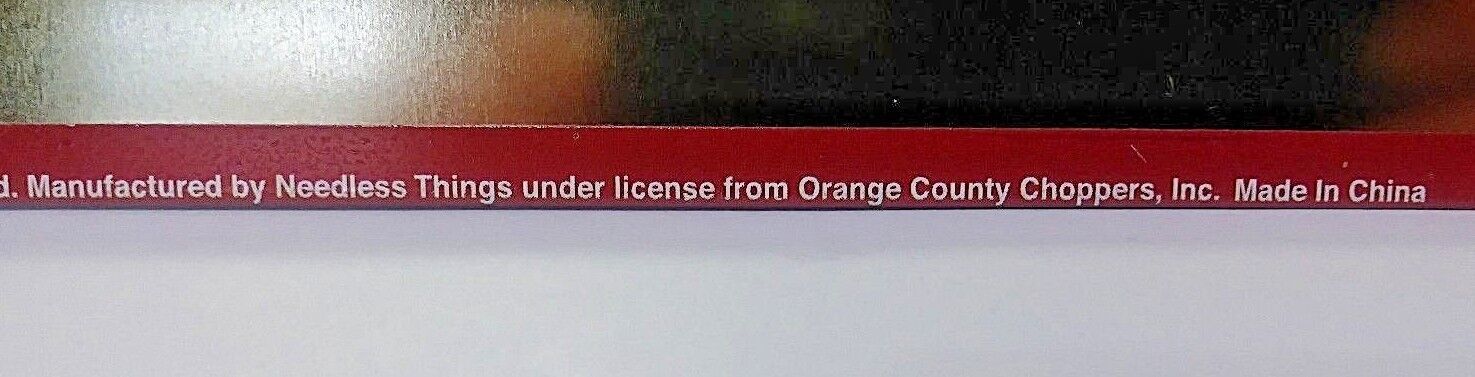 d. Manufactured by Needless Things under license from Orange County Choppers, Inc. Made In China